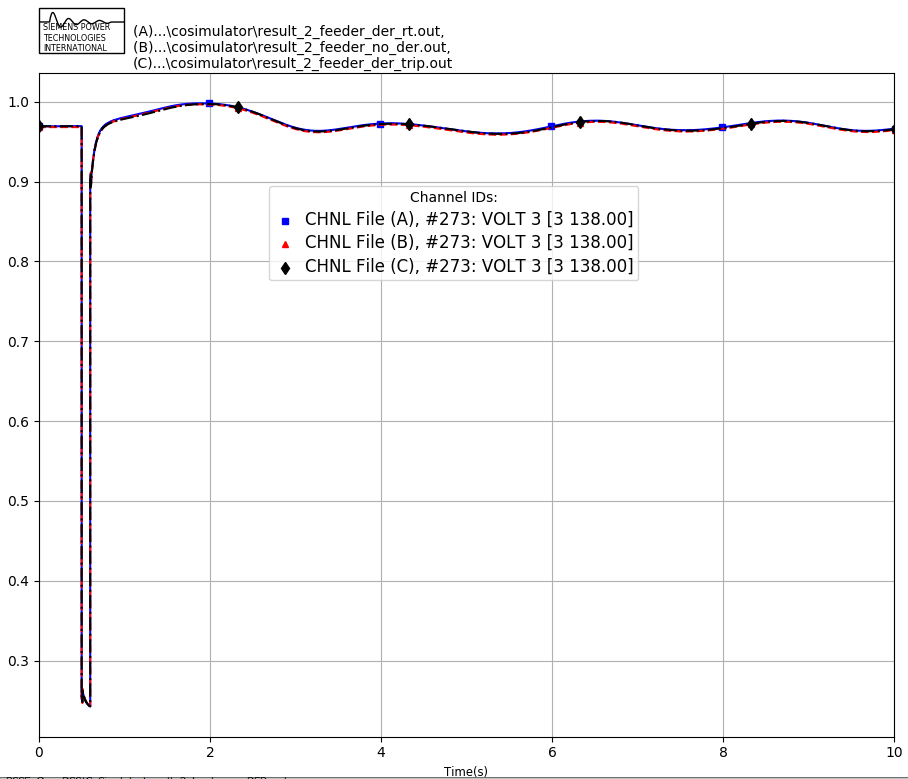 SIEMENS POWER
TECHNOLOGIES
INTERNATIONAL
(A)...\cosimulator\result_2_feeder_der_rt.out,
(B)...\cosimulator\result_2_feeder_no_der.out,
(C)...\cosimulator\result_2_feeder_der_trip.out
1.0
0.9
Channel IDs:
CHNL File (A), #273: VOLT 3 [3 138.00]
CHNL File (B), #273: VOLT 3 [3 138.00]
0.8
CHNL File (C), #273: VOLT 3 [3 138.00]
0.7
0.6
0.5
0.4
0.3
0 2 4 6 8 10
Time(s)